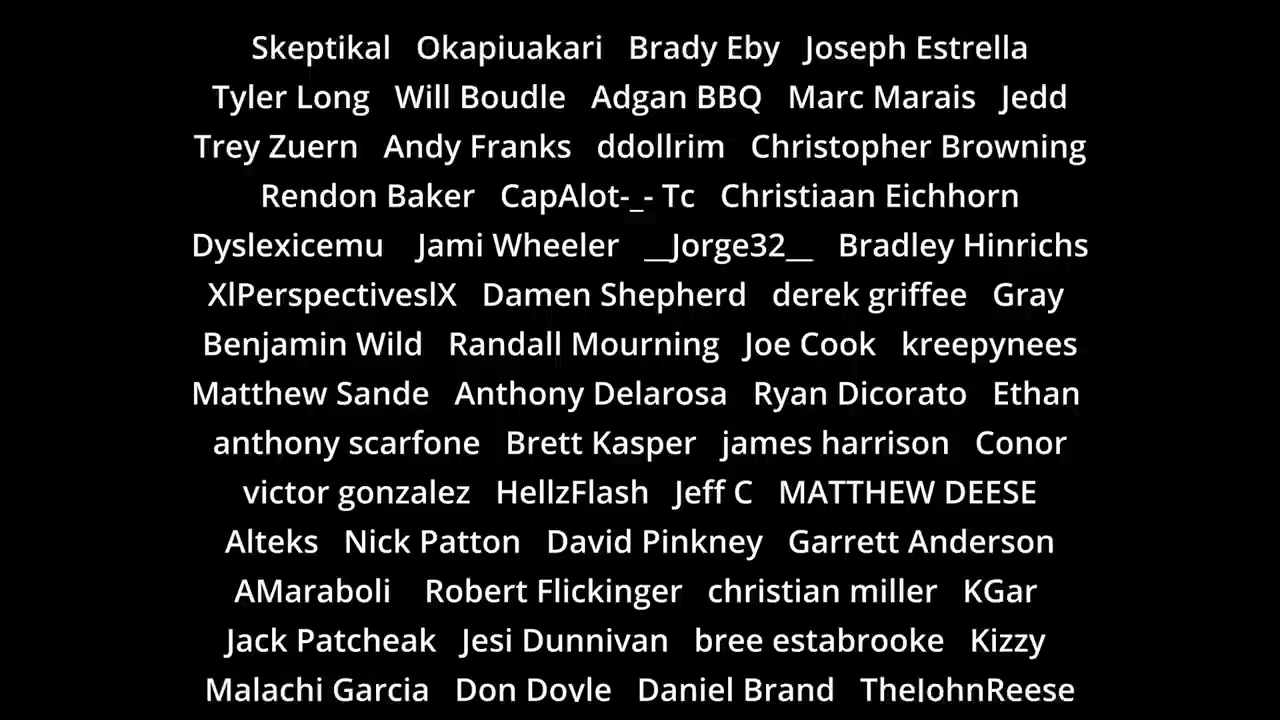 Skeptikal Okapiuakari Brady Eby Joseph Estrella
Tyler Long Will Boudle Adgan BBQ Marc Marais Jedd
Trey Zuern Andy Franks ddollrim Christopher Browning
Rendon Baker CapAlot-_- Tc Christiaan Eichhorn
Dyslexicemu Jami Wheeler __Jorge32__ Bradley Hinrichs
XlPerspectiveslX Damen Shepherd derek griffee Gray
Benjamin Wild Randall Mourning Joe Cook kreepynees
Matthew Sande Anthony Delarosa Ryan Dicorato Ethan
anthony scarfone Brett Kasper james harrison Conor
victor gonzalez HellzFlash Jeff C MATTHEW DEESE
Alteks Nick Patton David Pinkney Garrett Anderson
AMaraboli Robert Flickinger christian miller KGar
Jack Patcheak Jesi Dunnivan bree estabrooke Kizzy
Malachi Garcia Don Doyle Daniel Brand TheJohnReese